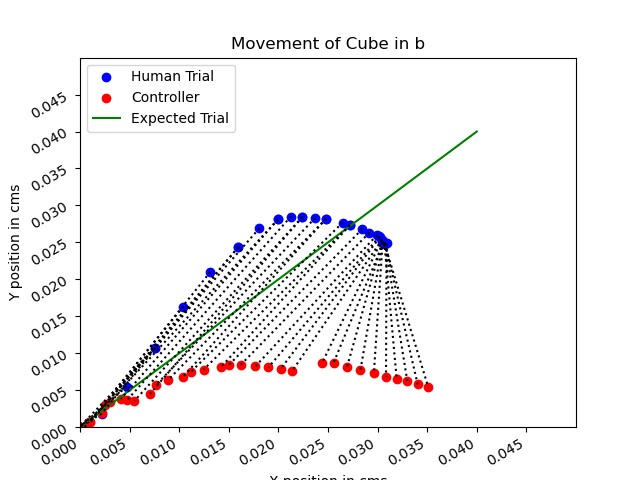 Movement of Cube in b
Human Trial
Controller
Expected Trial
0.045
0.040
0.035
0.030
0.025
0.020
0.015
0.010
0.005
0.000
Y position in cms
0.000 0.005 0.010 0.015 0.020 0.025 0.030 0.035 0.040 0.045
position in cms